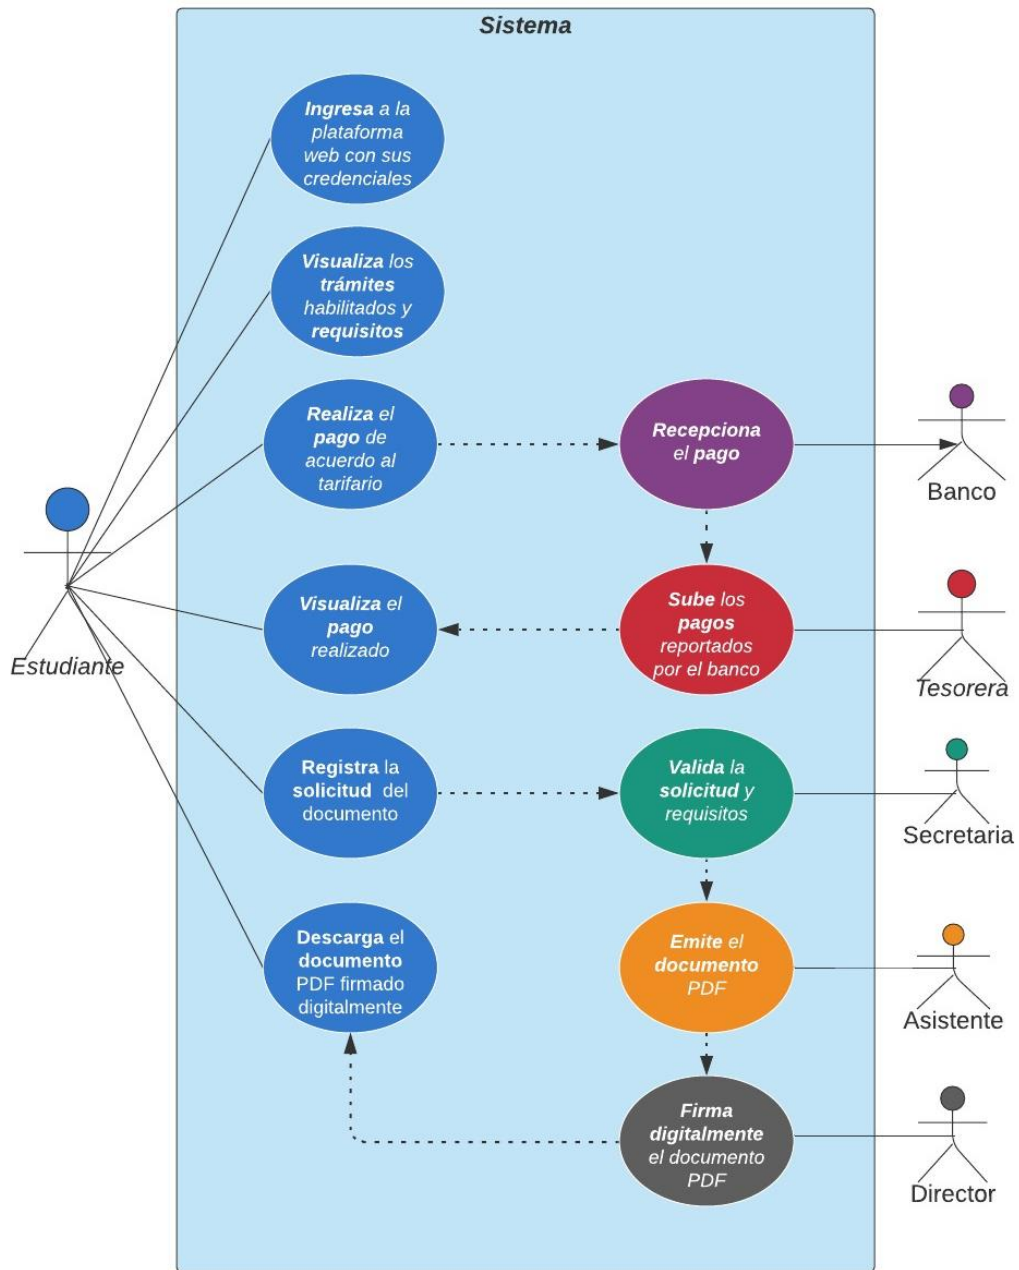 Sistema
Ingresa a la
plataforma
web con sus
credenciales
Visualiza los
trámites
habilitados y
requisitos
Realiza el
pago de
acuerdo al
tarifario
Recepciona
el pago
Banco
Estudiante
Visualiza el
pago
realizado
Sube los
pagos
reportados
por el banco
Tesorera
Registra la
solicitud del
documento
Valida la
solicitud y
requisitos
Secretaria
Descarga el
documento
PDF firmado
digitalmente
Emite el
documento
PDF
Asistente
Firma
digitalmente
el documento
PDF
Director